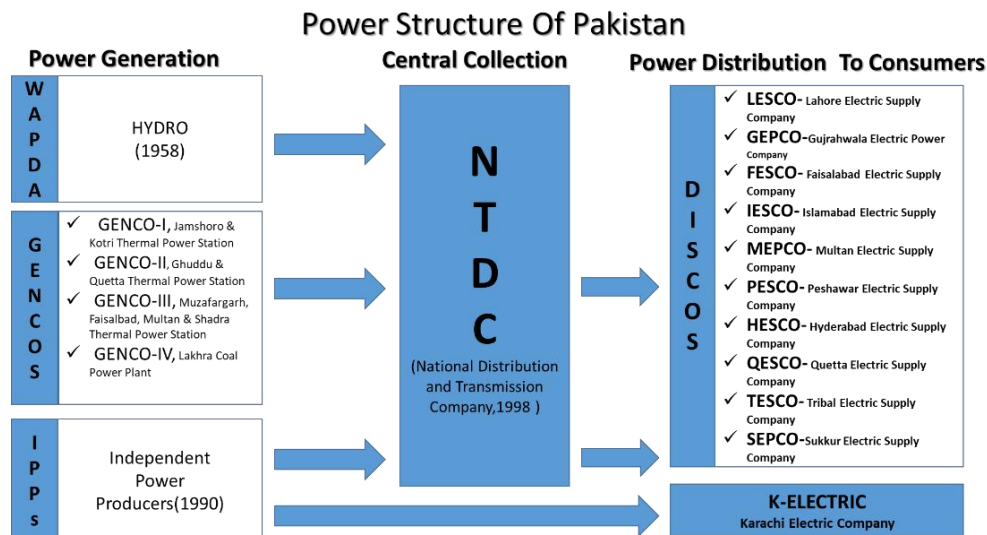 Power Structure Of Pakistan
Power Generation
Central Collection
Power Distribution To Consumers
WAPDA
HYDRO
(1958)
GENCOS
✓ GENCO-I, Jamshoro &
Kotri Thermal Power Station
✓ GENCO-II, Ghuddu &
Quetta Thermal Power Station
✓ GENCO-III, Muzafargarh,
Faisalbad, Multan & Shadra
Thermal Power Station
✓ GENCO-IV, Lakhra Coal
Power Plant
IPPs
Independent
Power
Producers(1990)
N
T
D
C
(National Distribution
and Transmission
Company,1998 )
DISCOS
✓ LESCO- Lahore Electric Supply
Company
✓ GEPCO-Gujrahwala Electric Power
Company
✓ FESCO- Faisalabad Electric Supply
Company
✓ IESCO- Islamabad Electric Supply
Company
✓ MEPCO- Multan Electric Supply
Company
✓ PESCO- Peshawar Electric Supply
Company
✓ HESCO- Hyderabad Electric Supply
Company
✓ QESCO- Quetta Electric Supply
Company
✓ TESCO- Tribal Electric Supply
Company
✓ SEPCO-Sukkur Electric Supply
Company
K-ELECTRIC
Karachi Electric Company